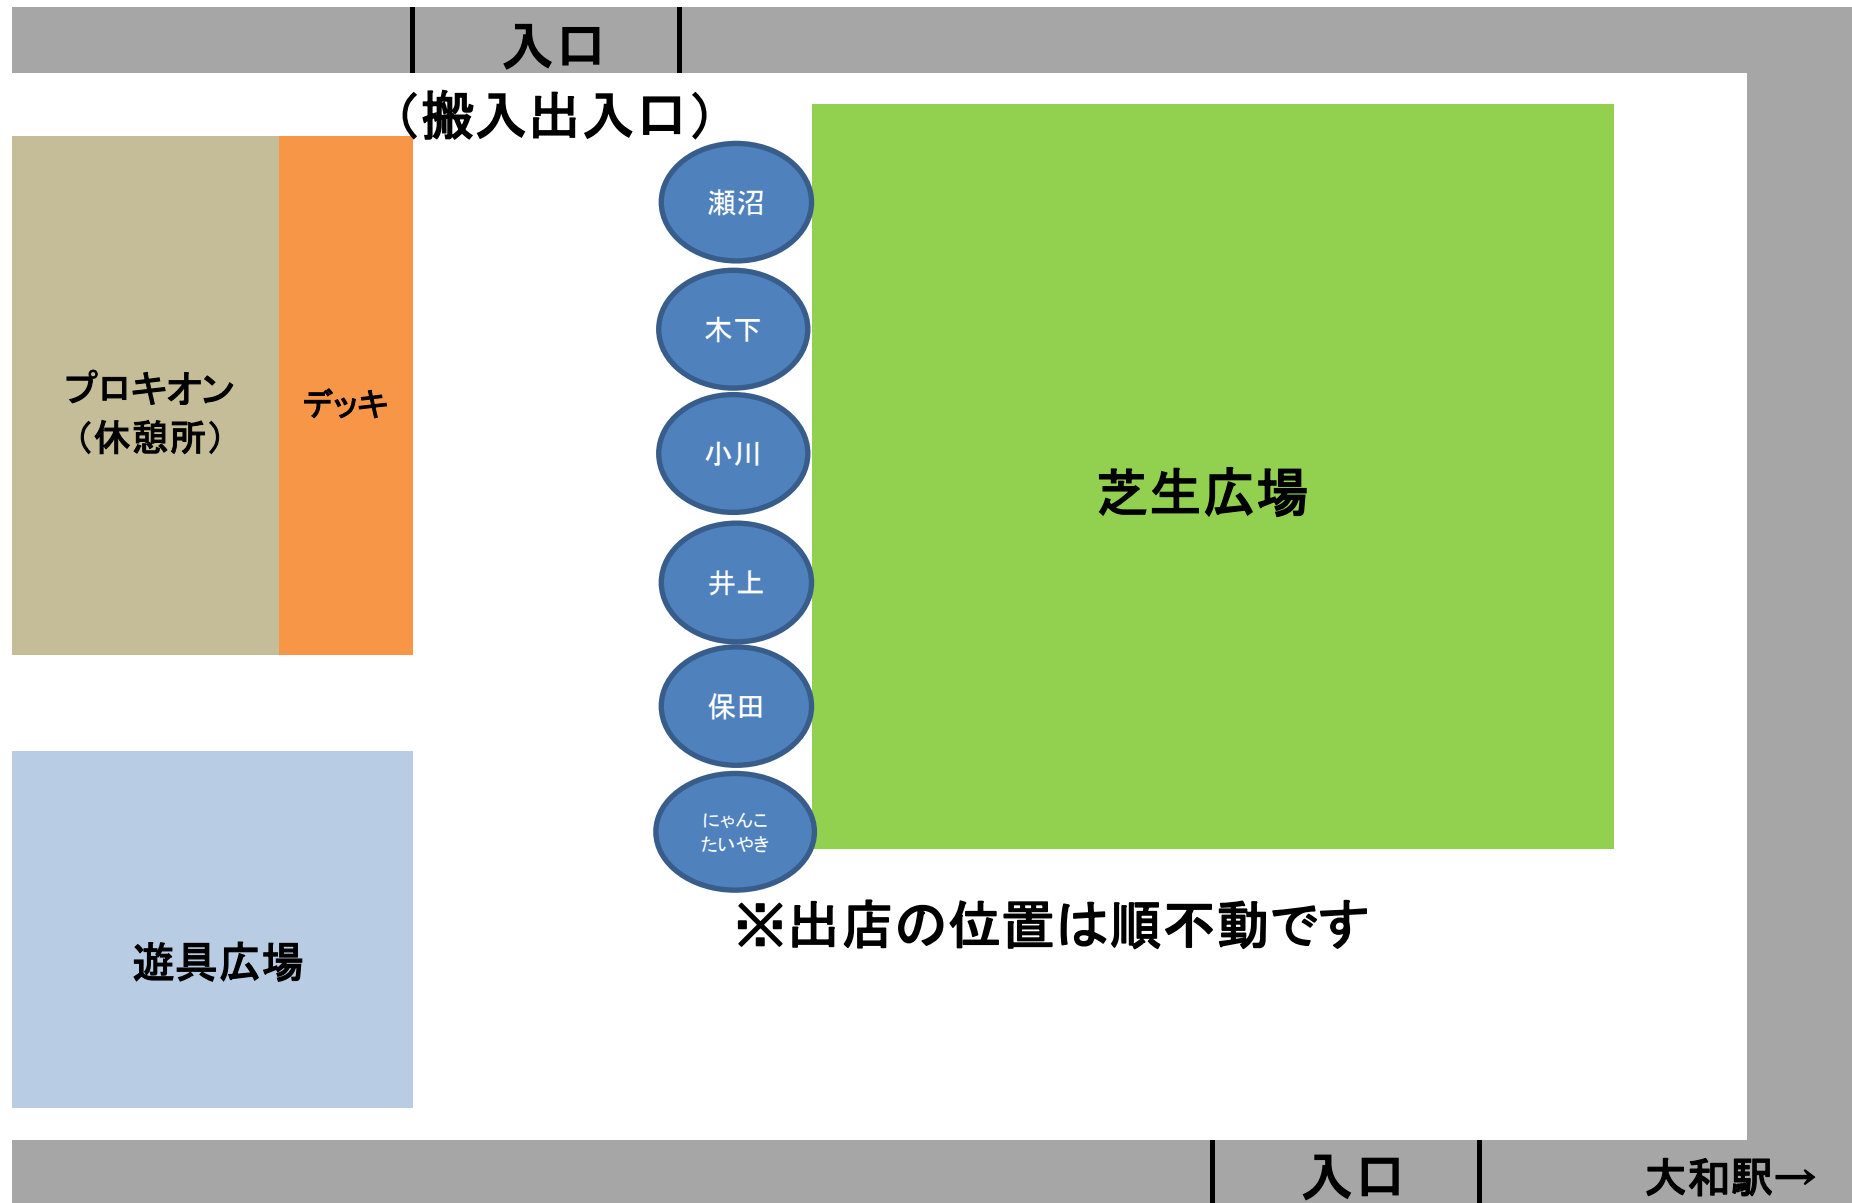 入口
（搬入出入口）
瀬沼
木下
プロキオン
（休憩所）
デッキ
小川
芝生広場
井上
保田
にゃんこ
たいやき
※出店の位置は順不動です
遊具広場
入口
大和駅→